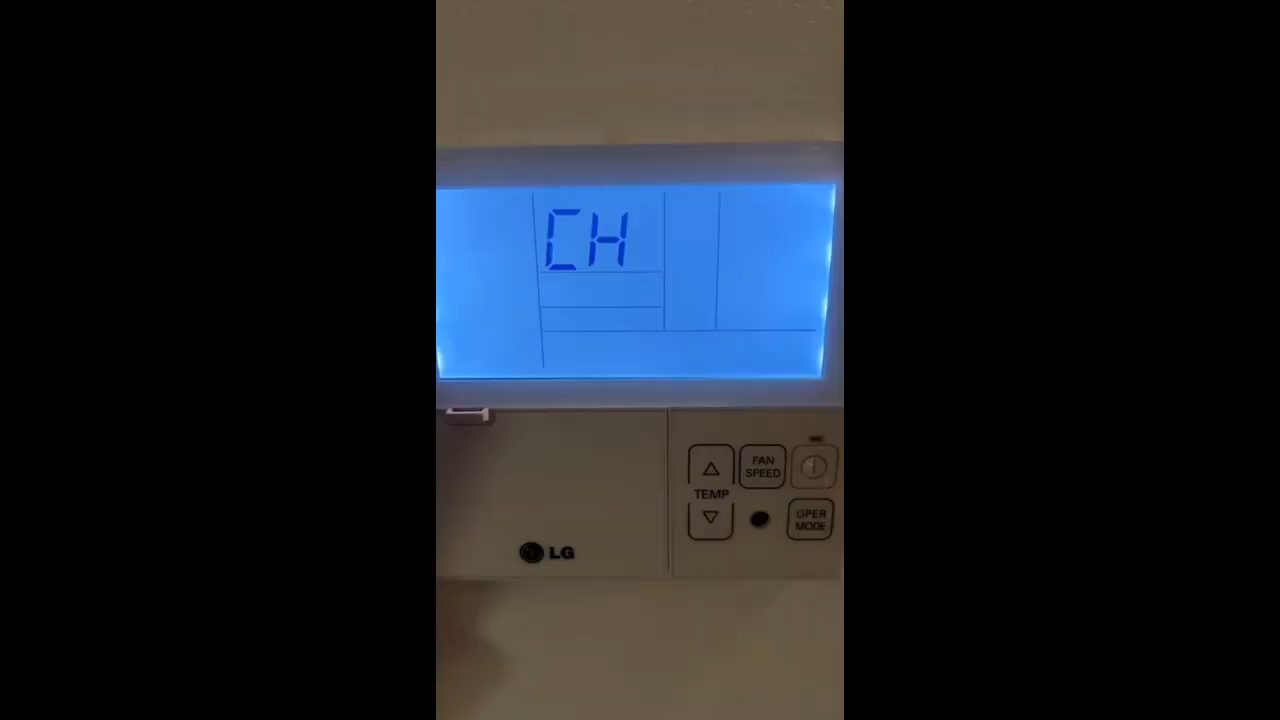 CH
FAN
SPEED
TEMP
OPER
MODE
LG